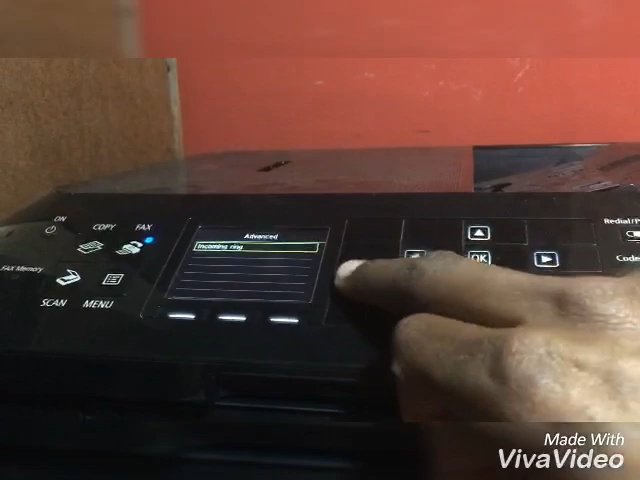 ON
COPY
FAX
FAX Memory
SCAN
MENU
Advanced
Incoming ring
OK
Redial/P
Code
Made With
VivaVideo